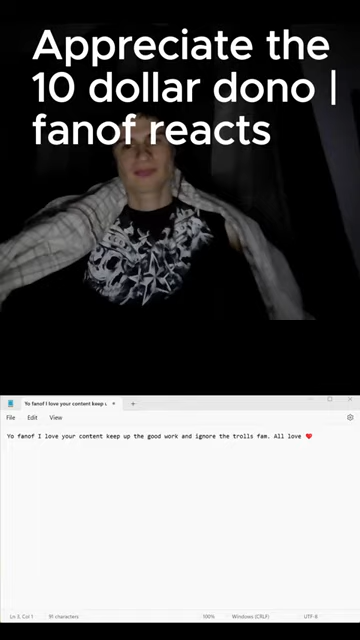 Appreciate the
10 dollar dono |
fanof reacts
Yo fanof I love your content keep u
File Edit View
Yo fanof I love your content keep up the good work and ignore the trolls fam. All love ❤️
Ln 3, Col 1 91 characters 100% Windows (CRLF) UTF-8